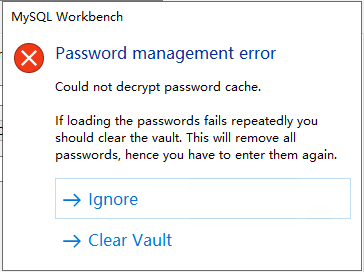 MySQL Workbench
Password management error
Could not decrypt password cache.
If loading the passwords fails repeatedly you
should clear the vault. This will remove all
passwords, hence you have to enter them again.
Ignore
Clear Vault